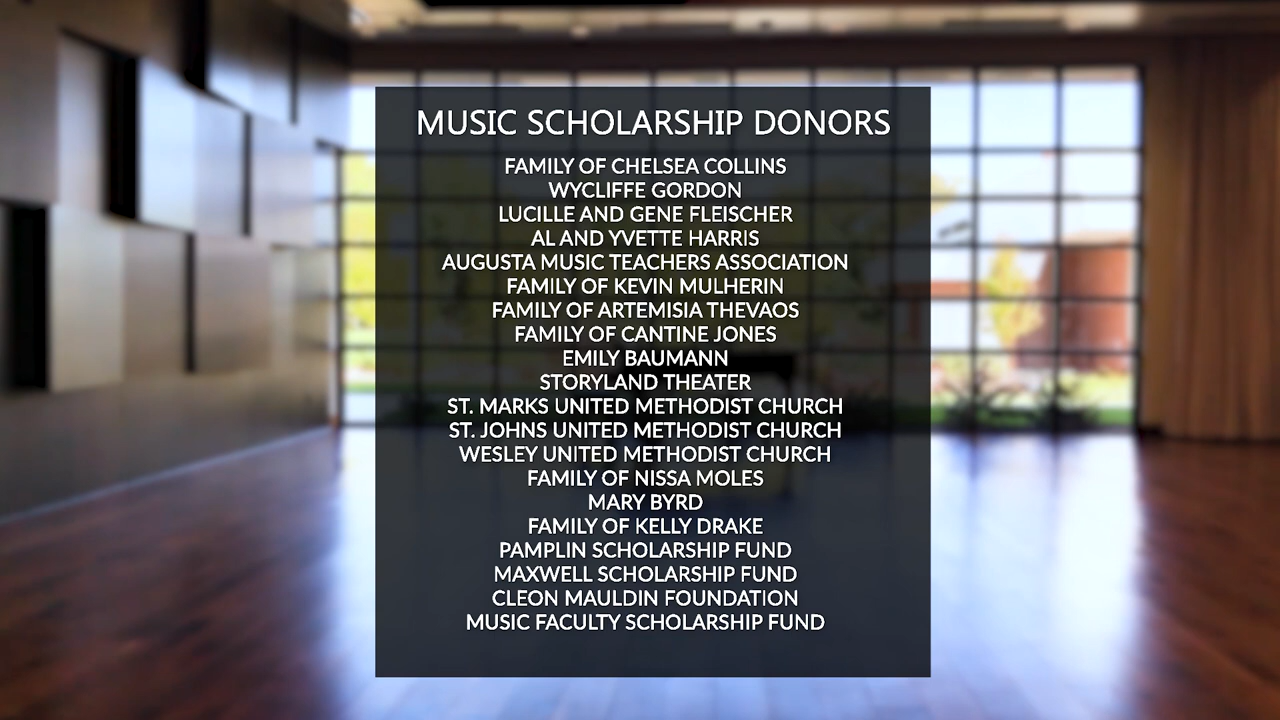 MUSIC SCHOLARSHIP DONORS
FAMILY OF CHELSEA COLLINS
WYCLIFFE GORDON
LUCILLE AND GENE FLEISCHER
AL AND YVETTE HARRIS
AUGUSTA MUSIC TEACHERS ASSOCIATION
FAMILY OF KEVIN MULHERIN
FAMILY OF ARTEMISIA THEVAOS
FAMILY OF CANTINE JONES
EMILY BAUMANN
STORYLAND THEATER
ST. MARKS UNITED METHODIST CHURCH
ST. JOHNS UNITED METHODIST CHURCH
WESLEY UNITED METHODIST CHURCH
FAMILY OF NISSA MOLES
MARY BYRD
FAMILY OF KELLY DRAKE
PAMPLIN SCHOLARSHIP FUND
MAXWELL SCHOLARSHIP FUND
CLEON MAULDIN FOUNDATION
MUSIC FACULTY SCHOLARSHIP FUND